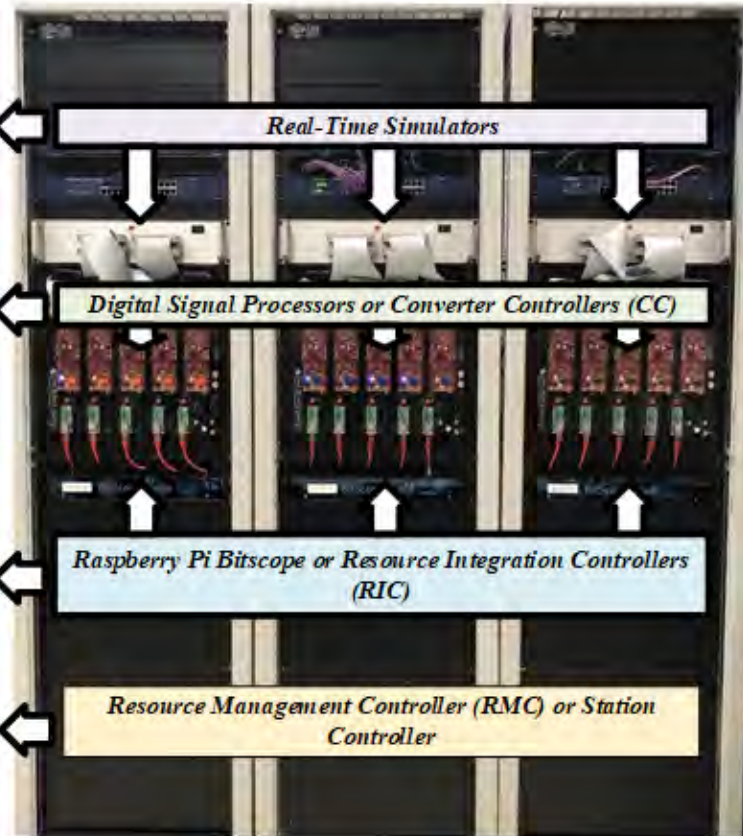 Real-Time Simulators
Digital Signal Processors or Converter Controllers (CC)
Raspberry Pi Bitscope or Resource Integration Controllers
(RIC)
Resource Management Controller (RMC) or Station
Controller